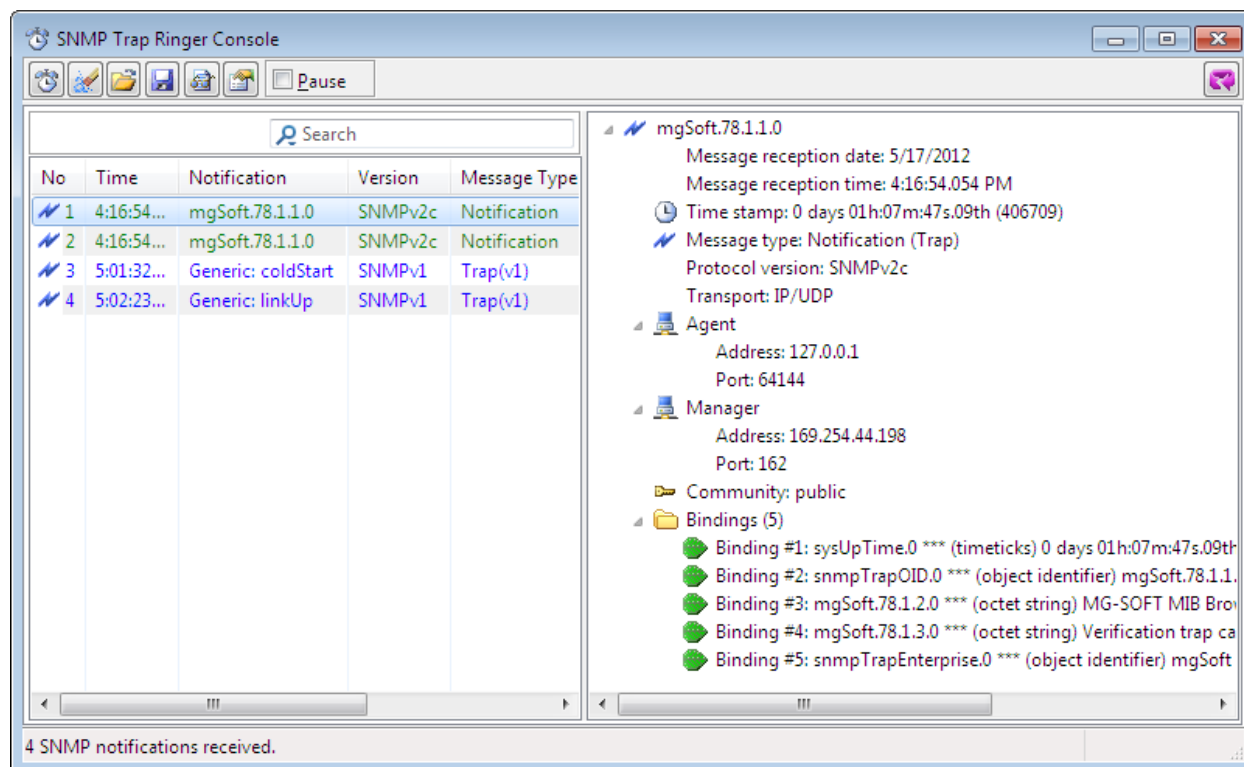 SNMP Trap Ringer Console
Pause
Search
No Time Notification Version Message Type
1 4:16:54... mgSoft.78.1.1.0 SNMPv2c Notification
2 4:16:54... mgSoft.78.1.1.0 SNMPv2c Notification
3 5:01:32... Generic: coldStart SNMPv1 Trap(v1)
4 5:02:23... Generic: linkUp SNMPv1 Trap(v1)
mgSoft.78.1.1.0
Message reception date: 5/17/2012
Message reception time: 4:16:54.054 PM
Time stamp: 0 days 01h:07m:47s.09th (406709)
Message type: Notification (Trap)
Protocol version: SNMPv2c
Transport: IP/UDP
Agent
Address: 127.0.0.1
Port: 64144
Manager
Address: 169.254.44.198
Port: 162
Community: public
Bindings (5)
Binding #1: sysUpTime.0 *** (timeticks) 0 days 01h:07m:47s.09th
Binding #2: snmpTrapOID.0 *** (object identifier) mgSoft.78.1.1.
Binding #3: mgSoft.78.1.2.0 *** (octet string) MG-SOFT MIB Bro
Binding #4: mgSoft.78.1.3.0 *** (octet string) Verification trap ca
Binding #5: snmpTrapEnterprise.0 *** (object identifier) mgSoft
4 SNMP notifications received.